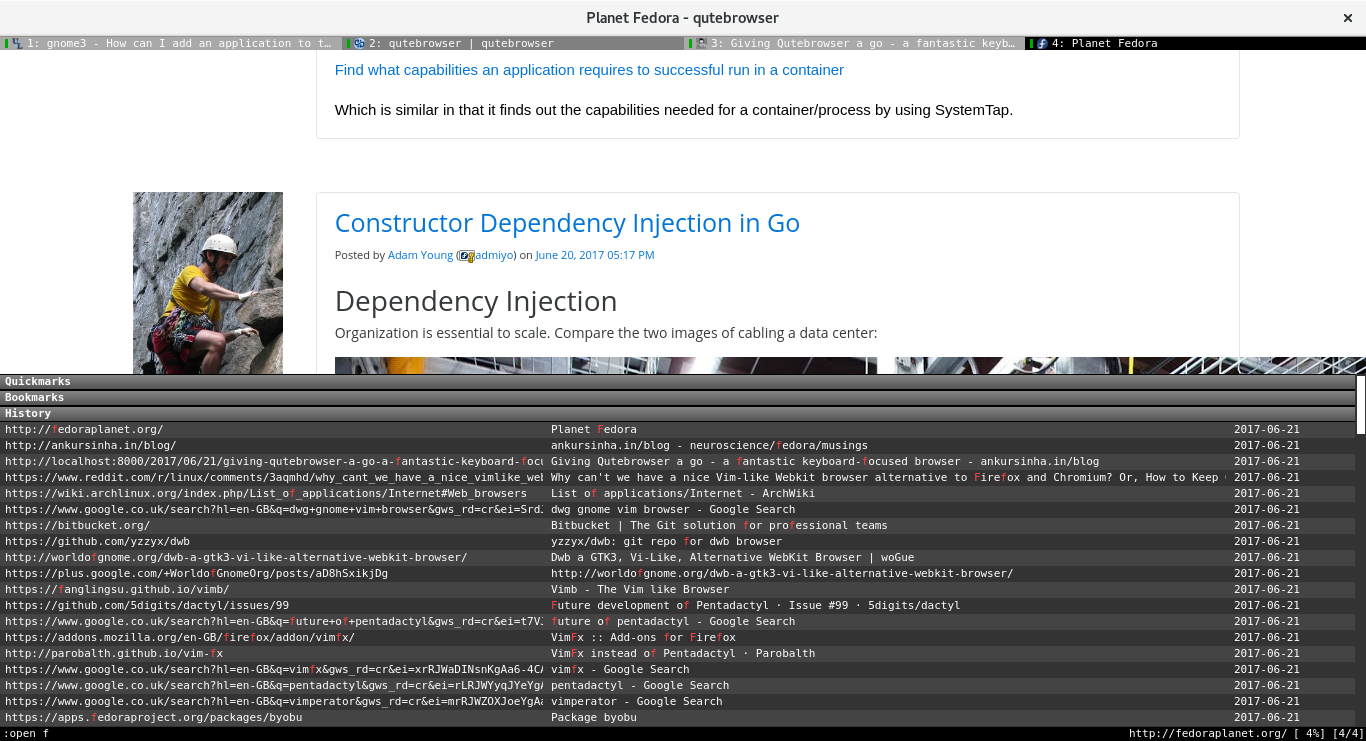 Planet Fedora - qutebrowser
×
1: gnome3 - How can I add an application to t…
2: qutebrowser | qutebrowser
3: Giving Qutebrowser a go - a fantastic keyb…
4: Planet Fedora
Find what capabilities an application requires to successful run in a container
Which is similar in that it finds out the capabilities needed for a container/process by using SystemTap.
Constructor Dependency Injection in Go
Posted by Adam Young (admiyo) on June 20, 2017 05:17 PM
Dependency Injection
Organization is essential to scale. Compare the two images of cabling a data center:
Quickmarks
Bookmarks
History
http://fedoraplanet.org/ Planet Fedora 2017-06-21
http://ankursinha.in/blog/ ankursinha.in/blog - neuroscience/fedora/musings 2017-06-21
http://localhost:8000/2017/06/21/giving-qutebrowser-a-go-a-fantastic-keyboard-focu Giving Qutebrowser a go - a fantastic keyboard-focused browser - ankursinha.in/blog 2017-06-21
https://www.reddit.com/r/linux/comments/3aqmhd/why_cant_we_have_a_nice_vimlike_web Why can't we have a nice Vim-like Webkit browser alternative to Firefox and Chromium? Or, How to Keep 2017-06-21
https://wiki.archlinux.org/index.php/List_of_applications/Internet#Web_browsers List of applications/Internet - ArchWiki 2017-06-21
https://www.google.co.uk/search?hl=en-GB&q=dwg+gnome+vim+browser&gws_rd=cr&ei=SrdJ dwg gnome vim browser - Google Search 2017-06-21
https://bitbucket.org/ Bitbucket | The Git solution for professional teams 2017-06-21
https://github.com/yzzyx/dwb yzzyx/dwb: git repo for dwb browser 2017-06-21
http://worldofgnome.org/dwb-a-gtk3-vi-like-alternative-webkit-browser/ Dwb a GTK3, Vi-Like, Alternative WebKit Browser | woGue 2017-06-21
https://plus.google.com/+WorldofGnomeOrg/posts/aD8hSxikjDg http://worldofgnome.org/dwb-a-gtk3-vi-like-alternative-webkit-browser/ 2017-06-21
https://fanglingsu.github.io/vimb/ Vimb - The Vim like Browser 2017-06-21
https://github.com/5digits/dactyl/issues/99 Future development of Pentadactyl · Issue #99 · 5digits/dactyl 2017-06-21
https://www.google.co.uk/search?hl=en-GB&q=future+of+pentadactyl&gws_rd=cr&ei=t7VJ future of pentadactyl - Google Search 2017-06-21
https://addons.mozilla.org/en-GB/firefox/addon/vimfx/ VimFx :: Add-ons for Firefox 2017-06-21
http://parobalth.github.io/vim-fx VimFx instead of Pentadactyl · Parobalth 2017-06-21
https://www.google.co.uk/search?hl=en-GB&q=vimfx&gws_rd=cr&ei=xrRJWaDINsnKgAa6-4CA vimfx - Google Search 2017-06-21
https://www.google.co.uk/search?hl=en-GB&q=pentadactyl&gws_rd=cr&ei=rLRJWYyqJYeYgA pentadactyl - Google Search 2017-06-21
https://www.google.co.uk/search?hl=en-GB&q=vimperator&gws_rd=cr&ei=mrRJWZOXJoeYgAa vimperator - Google Search 2017-06-21
https://apps.fedoraproject.org/packages/byobu Package byobu 2017-06-21
:open f
http://fedoraplanet.org/ [ 4%] [4/4]